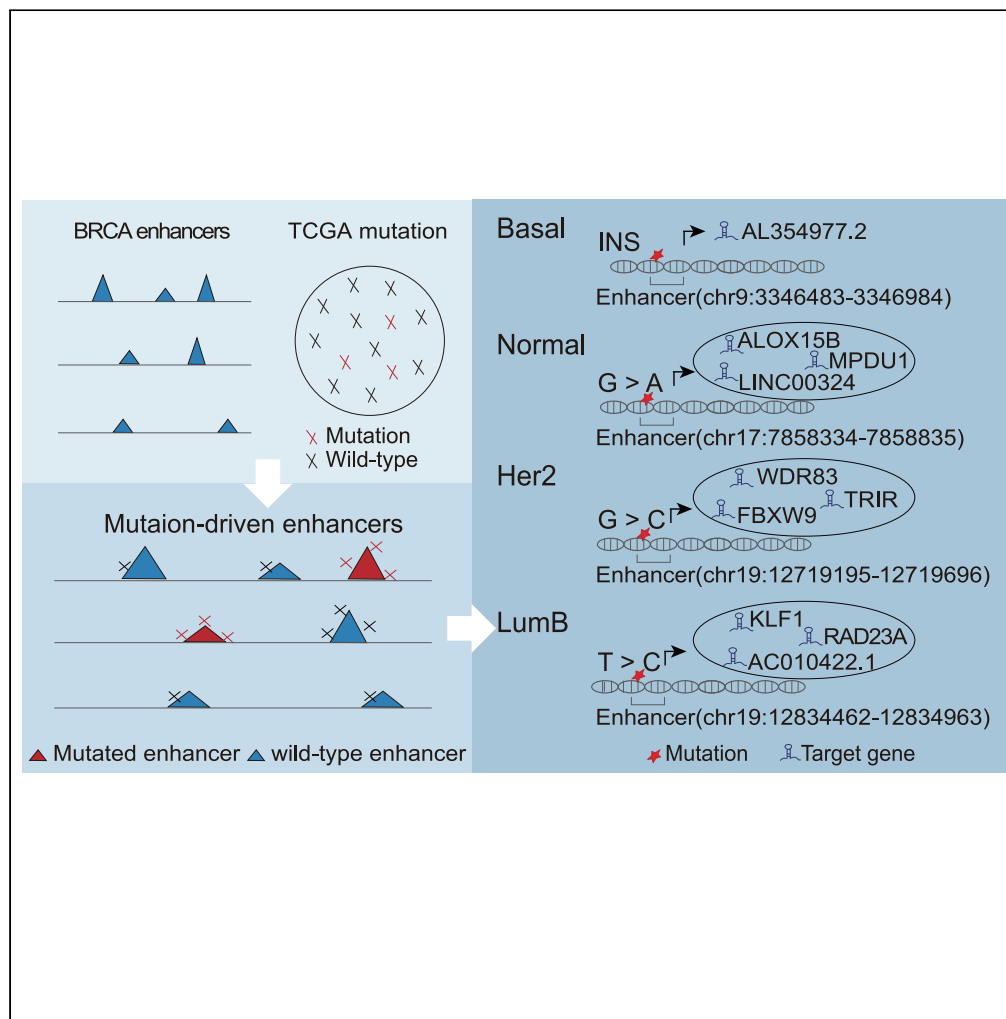 BRCA enhancers
TCGA mutation
Mutation
Wild-type
Mutaion-driven enhancers
Mutated enhancer
wild-type enhancer
Basal
INS
AL354977.2
Enhancer(chr9:3346483-3346984)
Normal
ALOX15B
MPDU1
LINC00324
G > A
Enhancer(chr17:7858334-7858835)
Her2
WDR83
TRIR
FBXW9
G > C
Enhancer(chr19:12719195-12719696)
LumB
KLF1
RAD23A
AC010422.1
T > C
Enhancer(chr19:12834462-12834963)
Mutation
Target gene